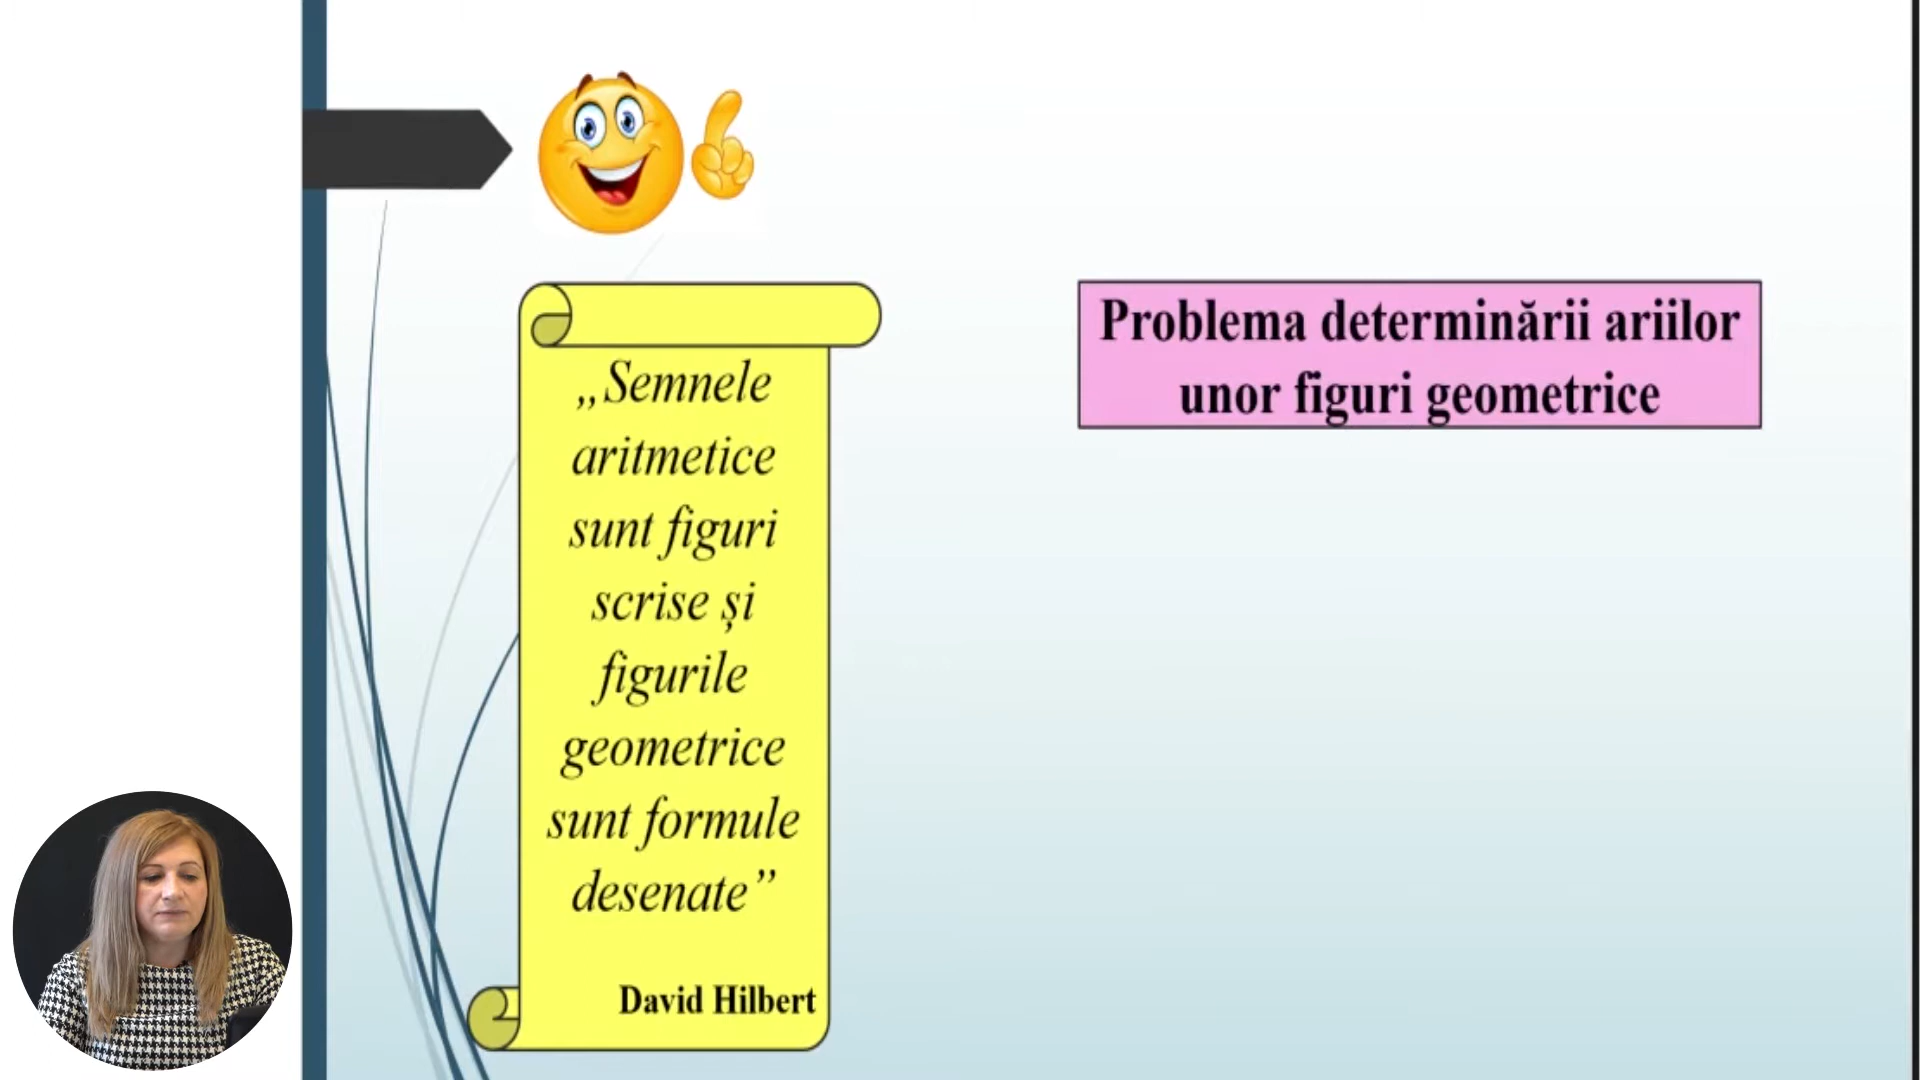 „Semnele
aritmetice
sunt figuri
scrise și
figurile
geometrice
sunt formule
desenate”
David Hilbert
Problema determinării ariilor
unor figuri geometrice